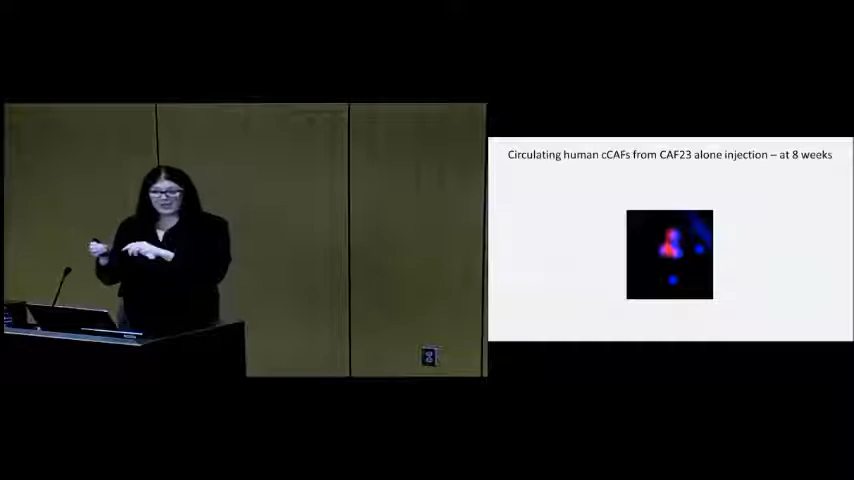 Circulating human cCAFs from CAF23 alone injection – at 8 weeks